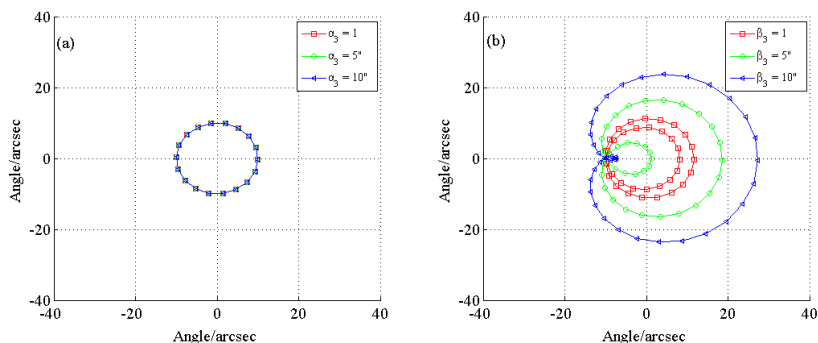 (a)
α3 = 1
α3 = 5"
α3 = 10"
Angle/arcsec
40
20
0
-20
-40
-40
-20
0
20
40
Angle/arcsec
(b)
β3 = 1
β3 = 5"
β3 = 10"
Angle/arcsec
40
20
0
-20
-40
-40
-20
0
20
40
Angle/arcsec